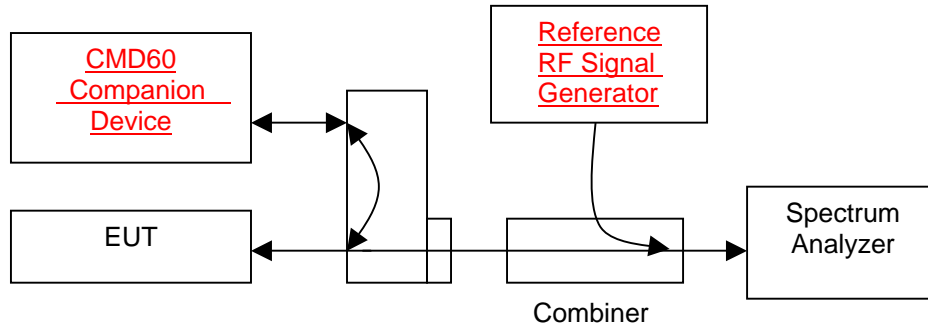 CMD60
Companion
Device
Reference
RF Signal
Generator
EUT
Spectrum
Analyzer
Combiner